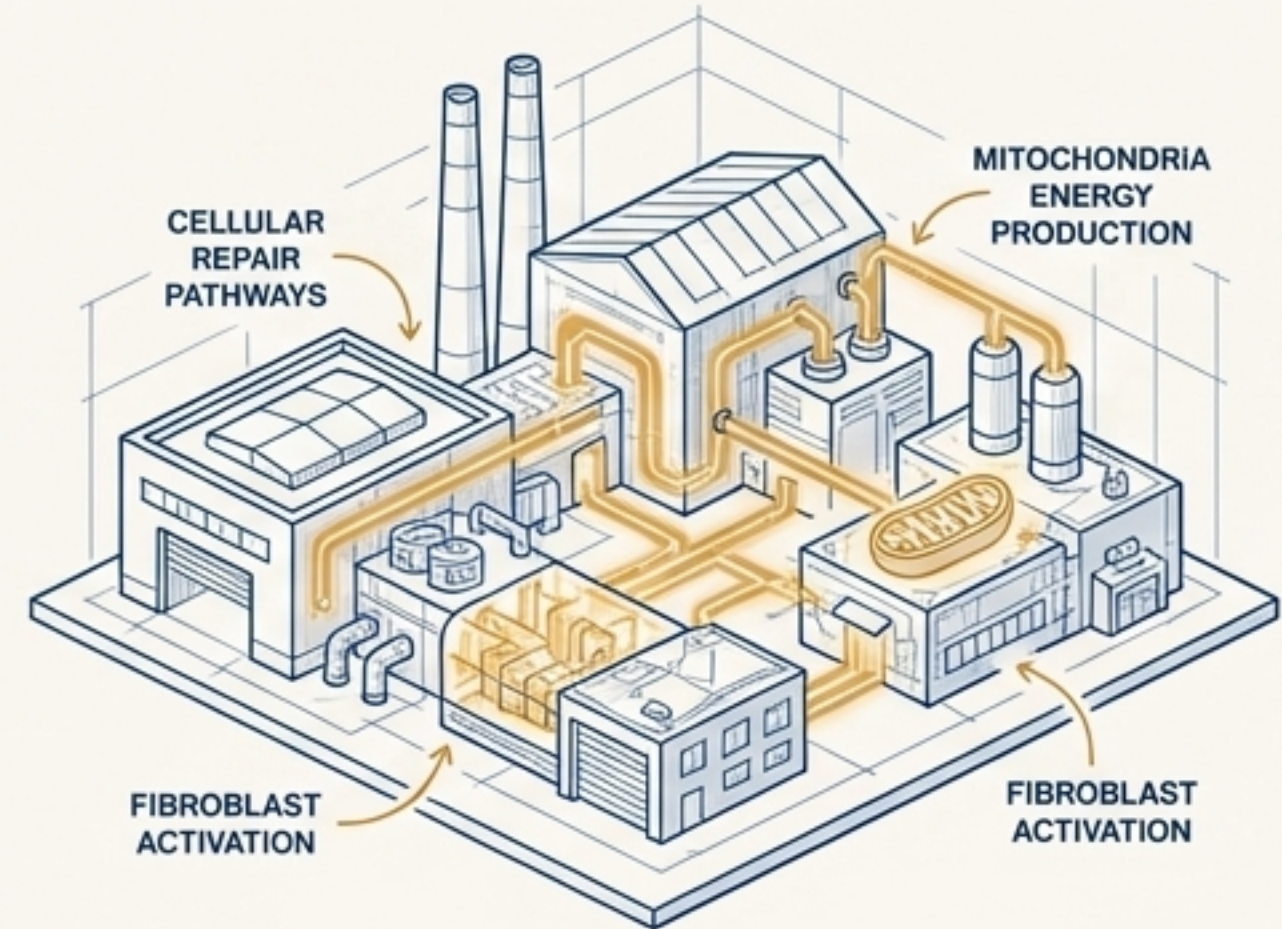 CELLULAR
REPAIR
PATHWAYS
MITOCHONDRiA
ENERGY
PRODUCTION
FIBROBLAST
ACTIVATION
FIBROBLAST
ACTIVATION